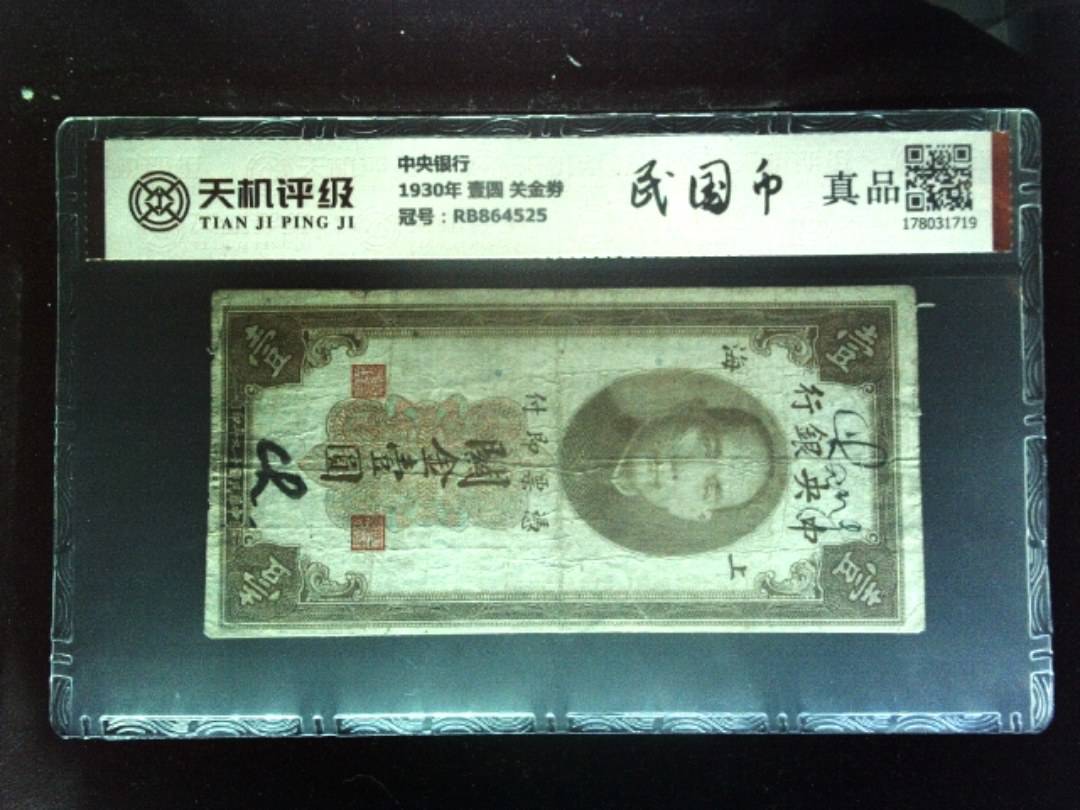 天机评级
TIAN JI PING JI
中央银行
1930年 壹圆 关金券
冠号：RB864525
民国币
真品
178031719
壹
壹
中央銀行
上
海
憑票即付
關金壹圓
壹
壹